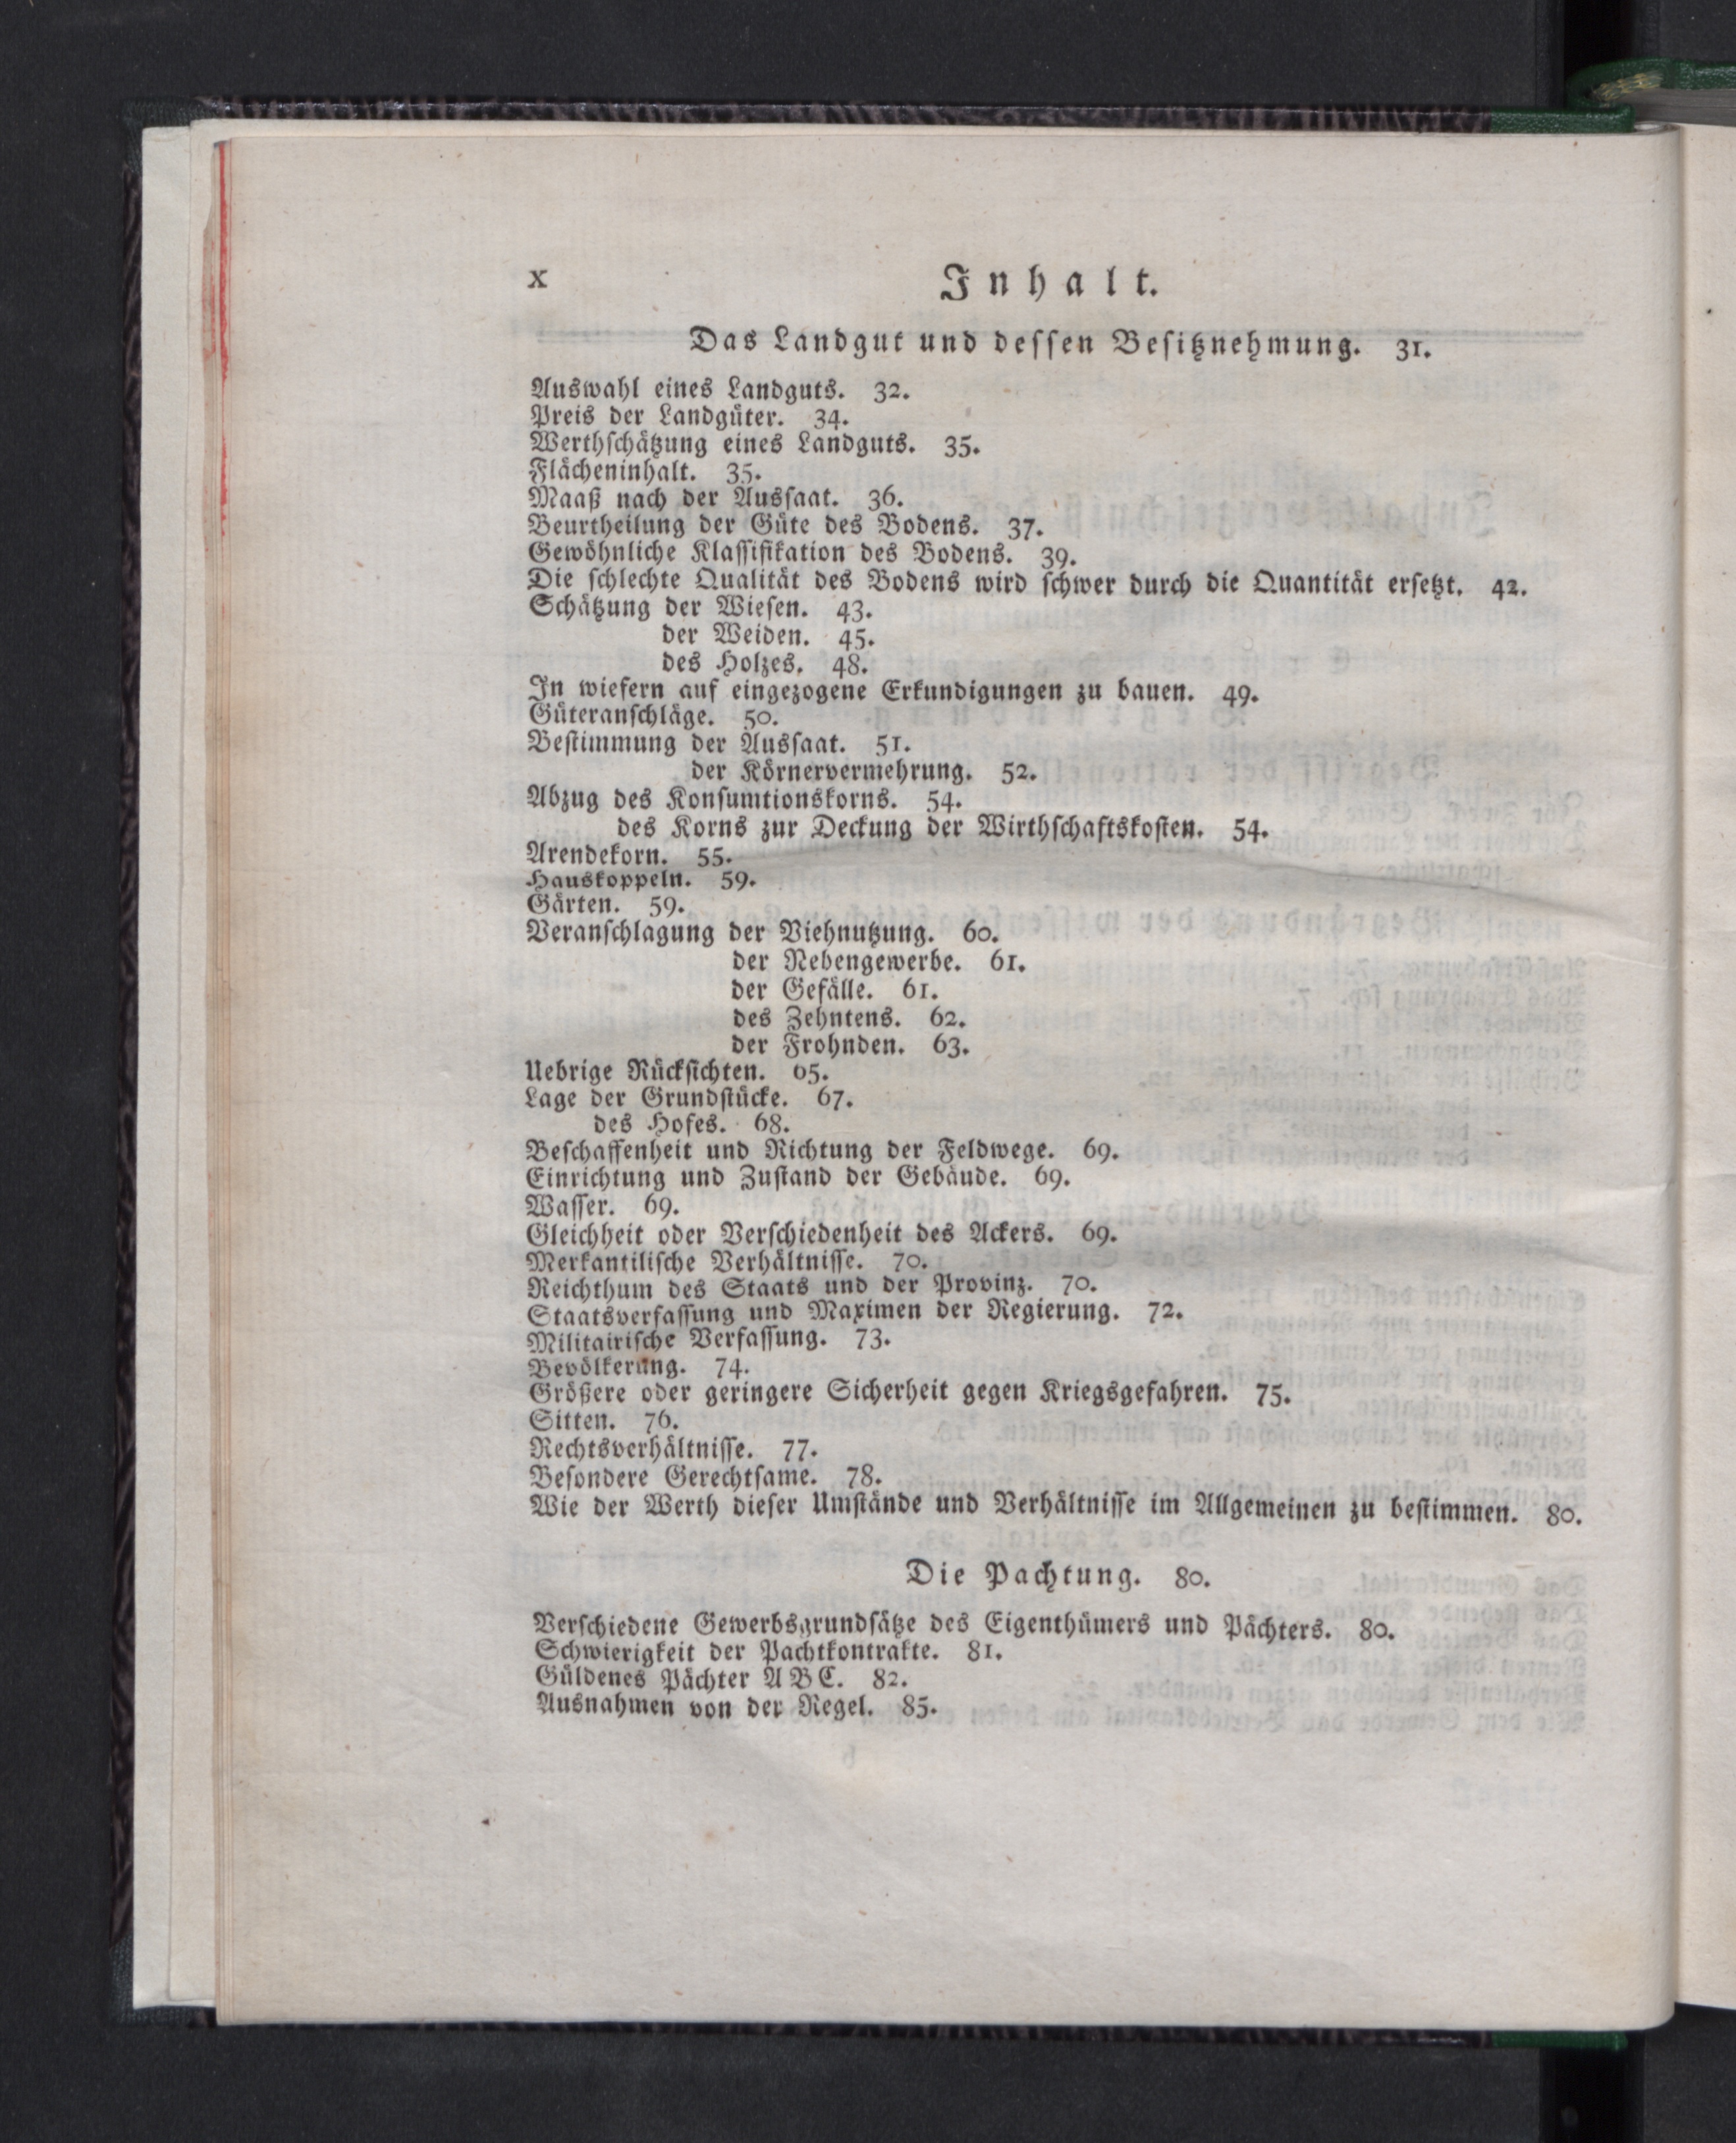 X
Inhalt.
Das Landgut und dessen Besitznehmung. 31.
Auswahl eines Landguts. 32.
Preis der Landgüter. 34.
Werthschätzung eines Landguts. 35.
Flächeninhalt. 35.
Maaß nach der Aussaat. 36.
Beurtheilung der Güte des Bodens. 37.
Gewöhnliche Klassifikation des Bodens. 39.
Die schlechte Qualität des Bodens wird schwer durch die Quantität ersetzt. 42.
Schätzung der Wiesen. 43.
der Weiden. 45.
des Holzes. 48.
In wiefern auf eingezogene Erkundigungen zu bauen. 49.
Güteranschläge. 50.
Bestimmung der Aussaat. 51.
der Körnervermehrung. 52.
Abzug des Konsumtionskorns. 54.
des Korns zur Deckung der Wirthschaftskosten. 54.
Arendekorn. 55.
Hauskoppeln. 59.
Gärten. 59.
Veranschlagung der Viehnutzung. 60.
der Nebengewerbe. 61.
der Gefälle. 61.
des Zehntens. 62.
der Frohnden. 63.
Uebrige Rücksichten. 65.
Lage der Grundstücke. 67.
des Hofes. 68.
Beschaffenheit und Richtung der Feldwege. 69.
Einrichtung und Zustand der Gebäude. 69.
Wasser. 69.
Gleichheit oder Verschiedenheit des Ackers. 69.
Merkantilische Verhältnisse. 70.
Reichthum des Staats und der Provinz. 70.
Staatsverfassung und Maximen der Regierung. 72.
Militairische Verfassung. 73.
Bevölkerung. 74.
Größere oder geringere Sicherheit gegen Kriegsgefahren. 75.
Sitten. 76.
Rechtsverhältnisse. 77.
Besondere Gerechtsame. 78.
Wie der Werth dieser Umstände und Verhältnisse im Allgemeinen zu bestimmen. 80.
Die Pachtung. 80.
Verschiedene Gewerbsgrundsätze des Eigenthümers und Pächters. 80.
Schwierigkeit der Pachtkontrakte. 81.
Güldenes Pächter A B C. 82.
Ausnahmen von der Regel. 85.